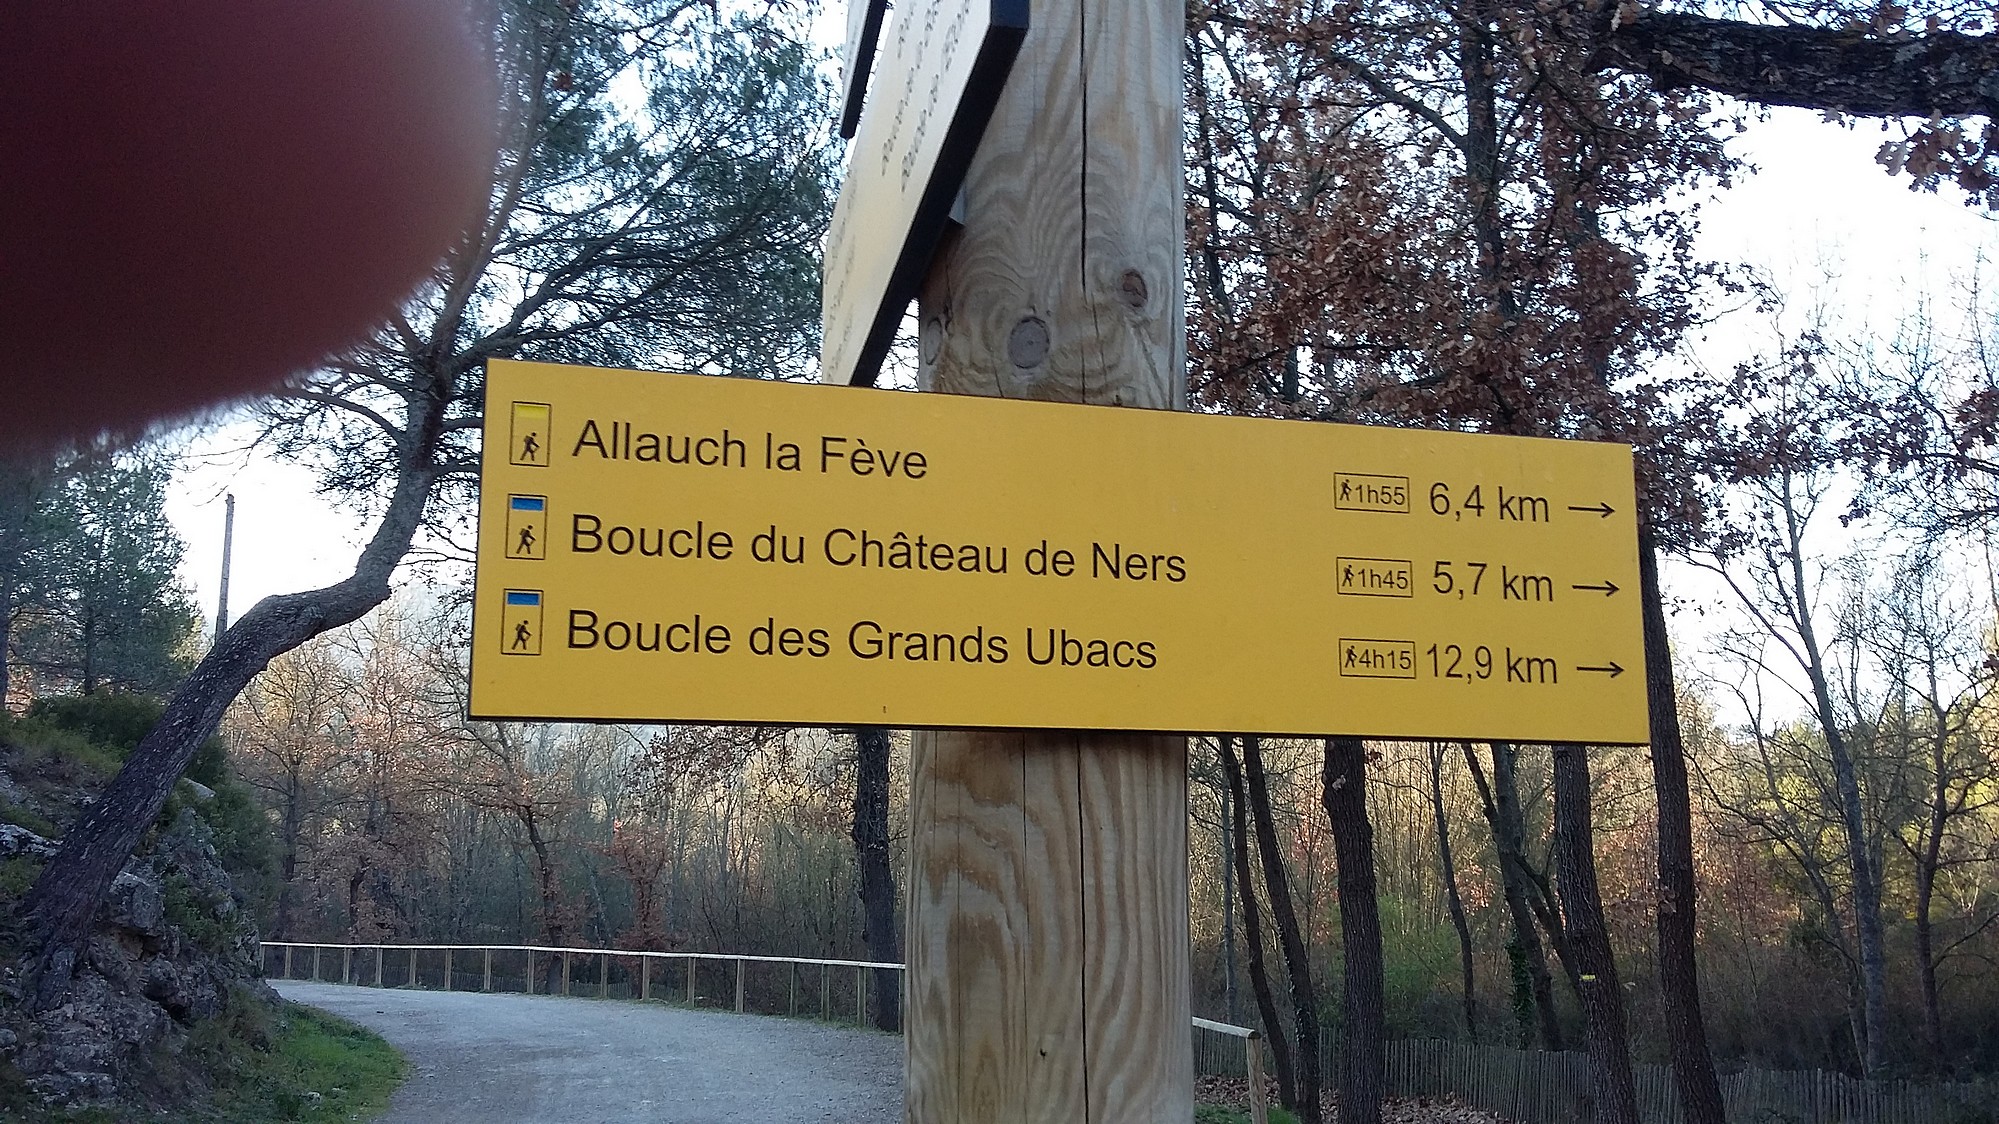 Allauch la Fève 1h55 6,4 km →
Boucle du Château de Ners 1h45 5,7 km →
Boucle des Grands Ubacs 4h15 12,9 km →